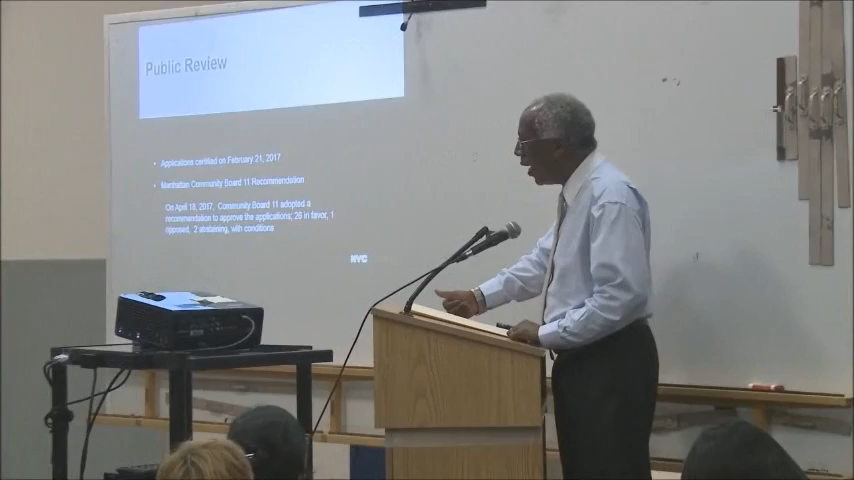 Public Review
• Applications certified on February 21, 2017
• Manhattan Community Board 11 Recommendation
On April 18, 2017, Community Board 11 adopted a
recommendation to approve the applications; 26 in favor, 1
opposed, 2 abstaining, with conditions
NYC